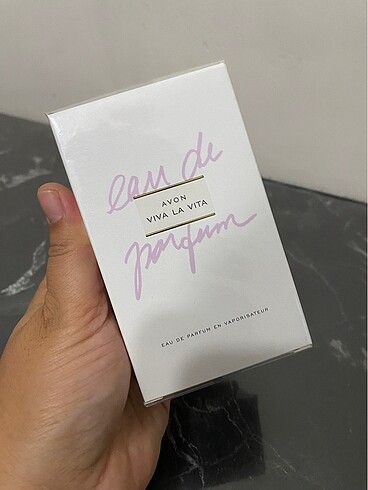 eau de
AVON
VIVA LA VITA
parfum
EAU DE PARFUM EN VAPORISATEUR